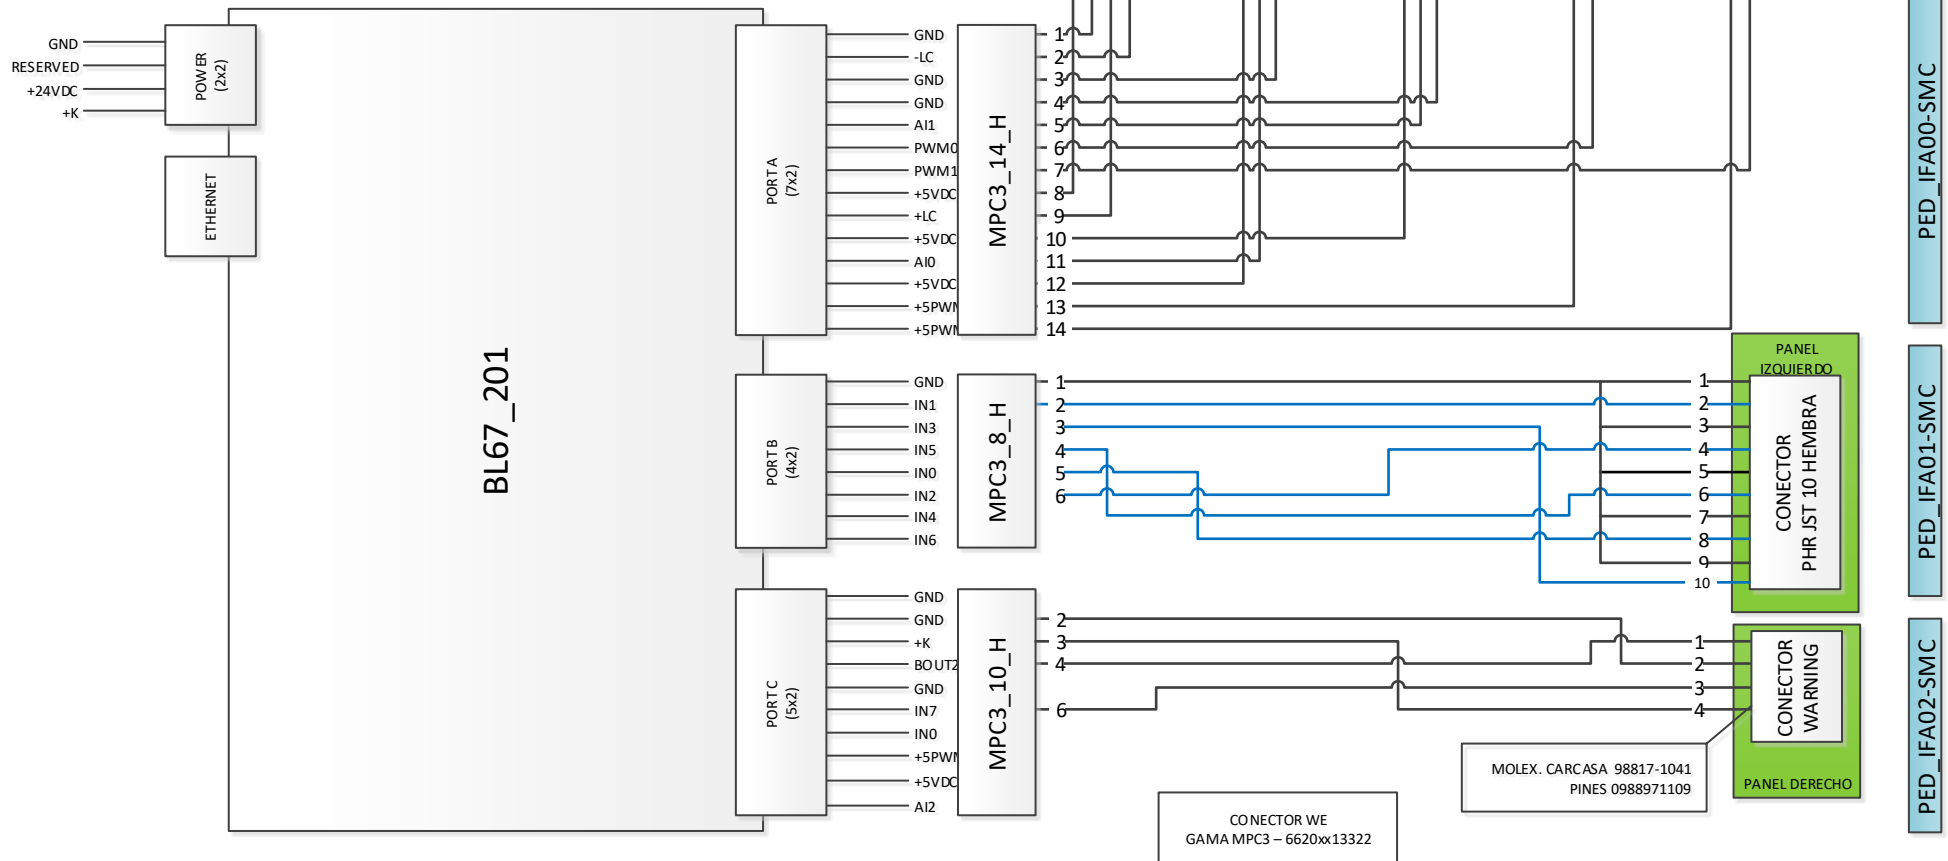 GND
RESERVED
+24VDC
+K
POWER
(2x2)
ETHERNET
BL67_201
PORT A
(7x2)
GND
-LC
GND
GND
AI1
PWM0
PWM1
+5VDC
+LC
+5VDC
AI0
+5VDC
+5PWM
+5PWM
MPC3_14_H
1
2
3
4
5
6
7
8
9
10
11
12
13
14
PED_IFA00-SMC
PORT B
(4x2)
GND
IN1
IN3
IN5
IN0
IN2
IN4
IN6
MPC3_8_H
1
2
3
4
5
6
PANEL
IZQUIERDO
1
2
3
4
5
6
7
8
9
10
CONECTOR
PHR JST 10 HEMBRA
PED_IFA01-SMC
PORT C
(5x2)
GND
GND
+K
BOUT2
GND
IN7
IN0
+5PWM
+5VDC
AI2
MPC3_10_H
2
3
4
6
1
2
3
4
CONECTOR
WARNING
PANEL DERECHO
PED_IFA02-SMC
MOLEX. CARCASA 98817-1041
PINES 0988971109
CONECTOR WE
GAMA MPC3 – 6620xx13322